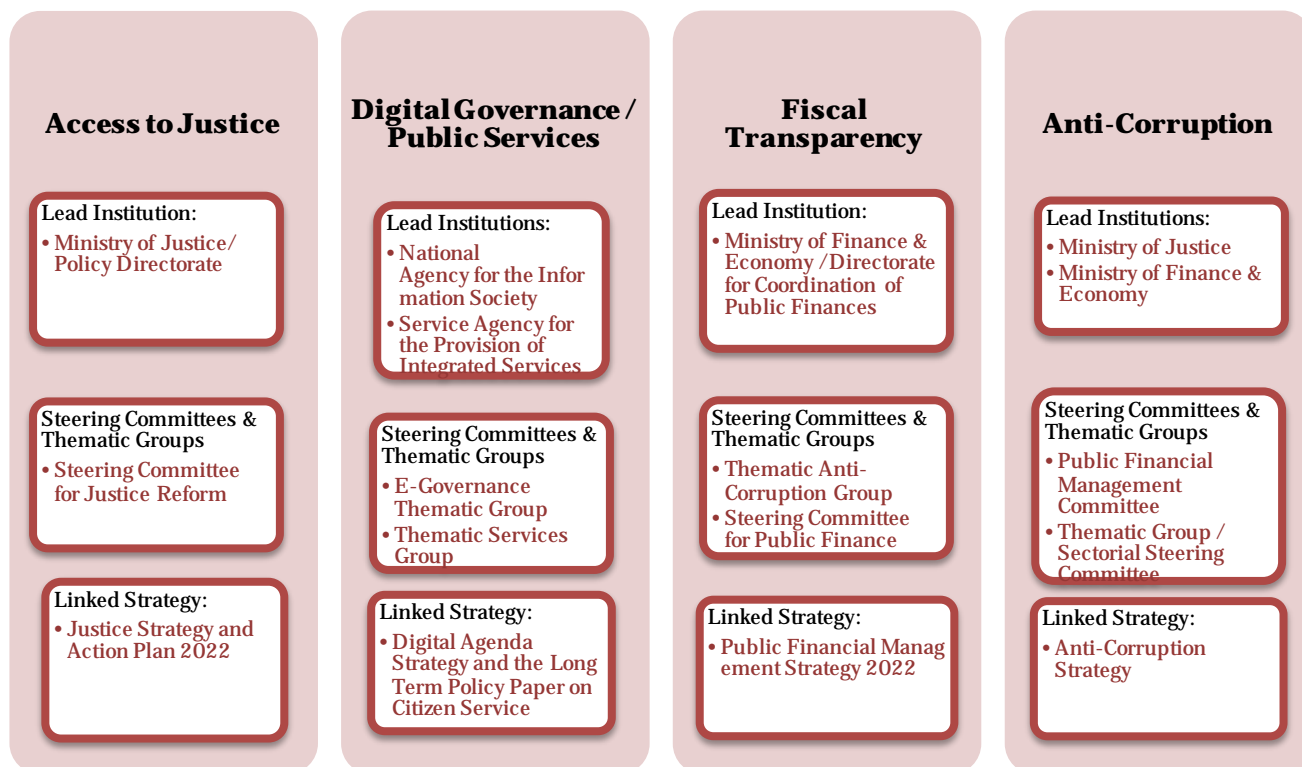 Access to Justice
Lead Institution:
• Ministry of Justice/
Policy Directorate
Steering Committees &
Thematic Groups
• Steering Committee
for Justice Reform
Linked Strategy:
• Justice Strategy and
Action Plan 2022
Digital Governance /
Public Services
Lead Institutions:
• National
Agency for the Infor
mation Society
• Service Agency for
the Provision of
Integrated Services
Steering Committees &
Thematic Groups
• E-Governance
Thematic Group
• Thematic Services
Group
Linked Strategy:
• Digital Agenda
Strategy and the Long
Term Policy Paper on
Citizen Service
Fiscal
Transparency
Lead Institution:
• Ministry of Finance &
Economy /Directorate
for Coordination of
Public Finances
Steering Committees &
Thematic Groups
• Thematic Anti-
Corruption Group
• Steering Committee
for Public Finance
Linked Strategy:
• Public Financial Manag
ement Strategy 2022
Anti-Corruption
Lead Institutions:
• Ministry of Justice
• Ministry of Finance &
Economy
Steering Committees &
Thematic Groups
• Public Financial
Management
Committee
• Thematic Group /
Sectorial Steering
Committee
Linked Strategy:
• Anti-Corruption
Strategy